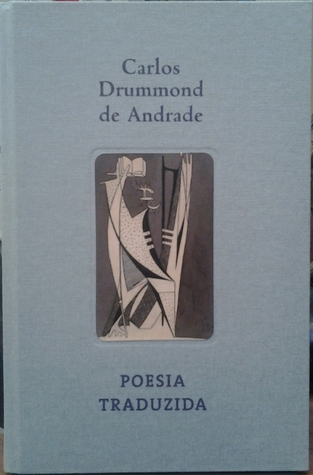 Carlos
Drummond
de Andrade
POESIA
TRADUZIDA